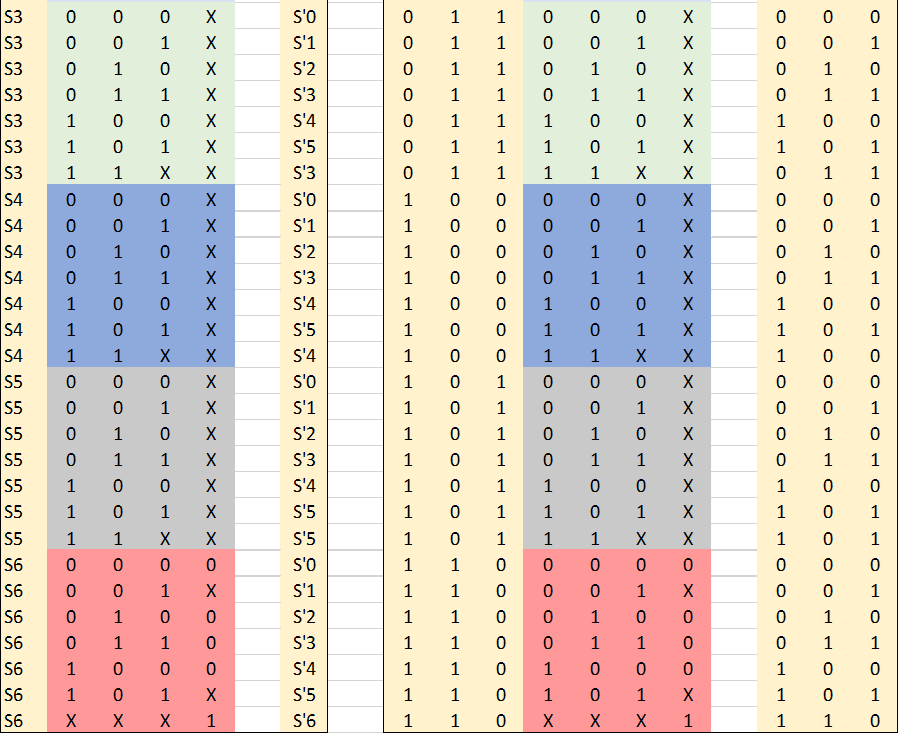 S3 0 0 0 X S'0 0 1 1 0 0 0 X 0 0 0
S3 0 0 1 X S'1 0 1 1 0 0 1 X 0 0 1
S3 0 1 0 X S'2 0 1 1 0 1 0 X 0 1 0
S3 0 1 1 X S'3 0 1 1 0 1 1 X 0 1 1
S3 1 0 0 X S'4 0 1 1 1 0 0 X 1 0 0
S3 1 0 1 X S'5 0 1 1 1 0 1 X 1 0 1
S3 1 1 X X S'3 0 1 1 1 1 X X 0 1 1
S4 0 0 0 X S'0 1 0 0 0 0 0 X 0 0 0
S4 0 0 1 X S'1 1 0 0 0 0 1 X 0 0 1
S4 0 1 0 X S'2 1 0 0 0 1 0 X 0 1 0
S4 0 1 1 X S'3 1 0 0 0 1 1 X 0 1 1
S4 1 0 0 X S'4 1 0 0 1 0 0 X 1 0 0
S4 1 0 1 X S'5 1 0 0 1 0 1 X 1 0 1
S4 1 1 X X S'4 1 0 0 1 1 X X 1 0 0
S5 0 0 0 X S'0 1 0 1 0 0 0 X 0 0 0
S5 0 0 1 X S'1 1 0 1 0 0 1 X 0 0 1
S5 0 1 0 X S'2 1 0 1 0 1 0 X 0 1 0
S5 0 1 1 X S'3 1 0 1 0 1 1 X 0 1 1
S5 1 0 0 X S'4 1 0 1 1 0 0 X 1 0 0
S5 1 0 1 X S'5 1 0 1 1 0 1 X 1 0 1
S5 1 1 X X S'5 1 0 1 1 1 X X 1 0 1
S6 0 0 0 0 S'0 1 1 0 0 0 0 0 0 0 0
S6 0 0 1 X S'1 1 1 0 0 0 1 X 0 0 1
S6 0 1 0 0 S'2 1 1 0 0 1 0 0 0 1 0
S6 0 1 1 0 S'3 1 1 0 0 1 1 0 0 1 1
S6 1 0 0 0 S'4 1 1 0 1 0 0 0 1 0 0
S6 1 0 1 X S'5 1 1 0 1 0 1 X 1 0 1
S6 X X X 1 S'6 1 1 0 X X X 1 1 1 0